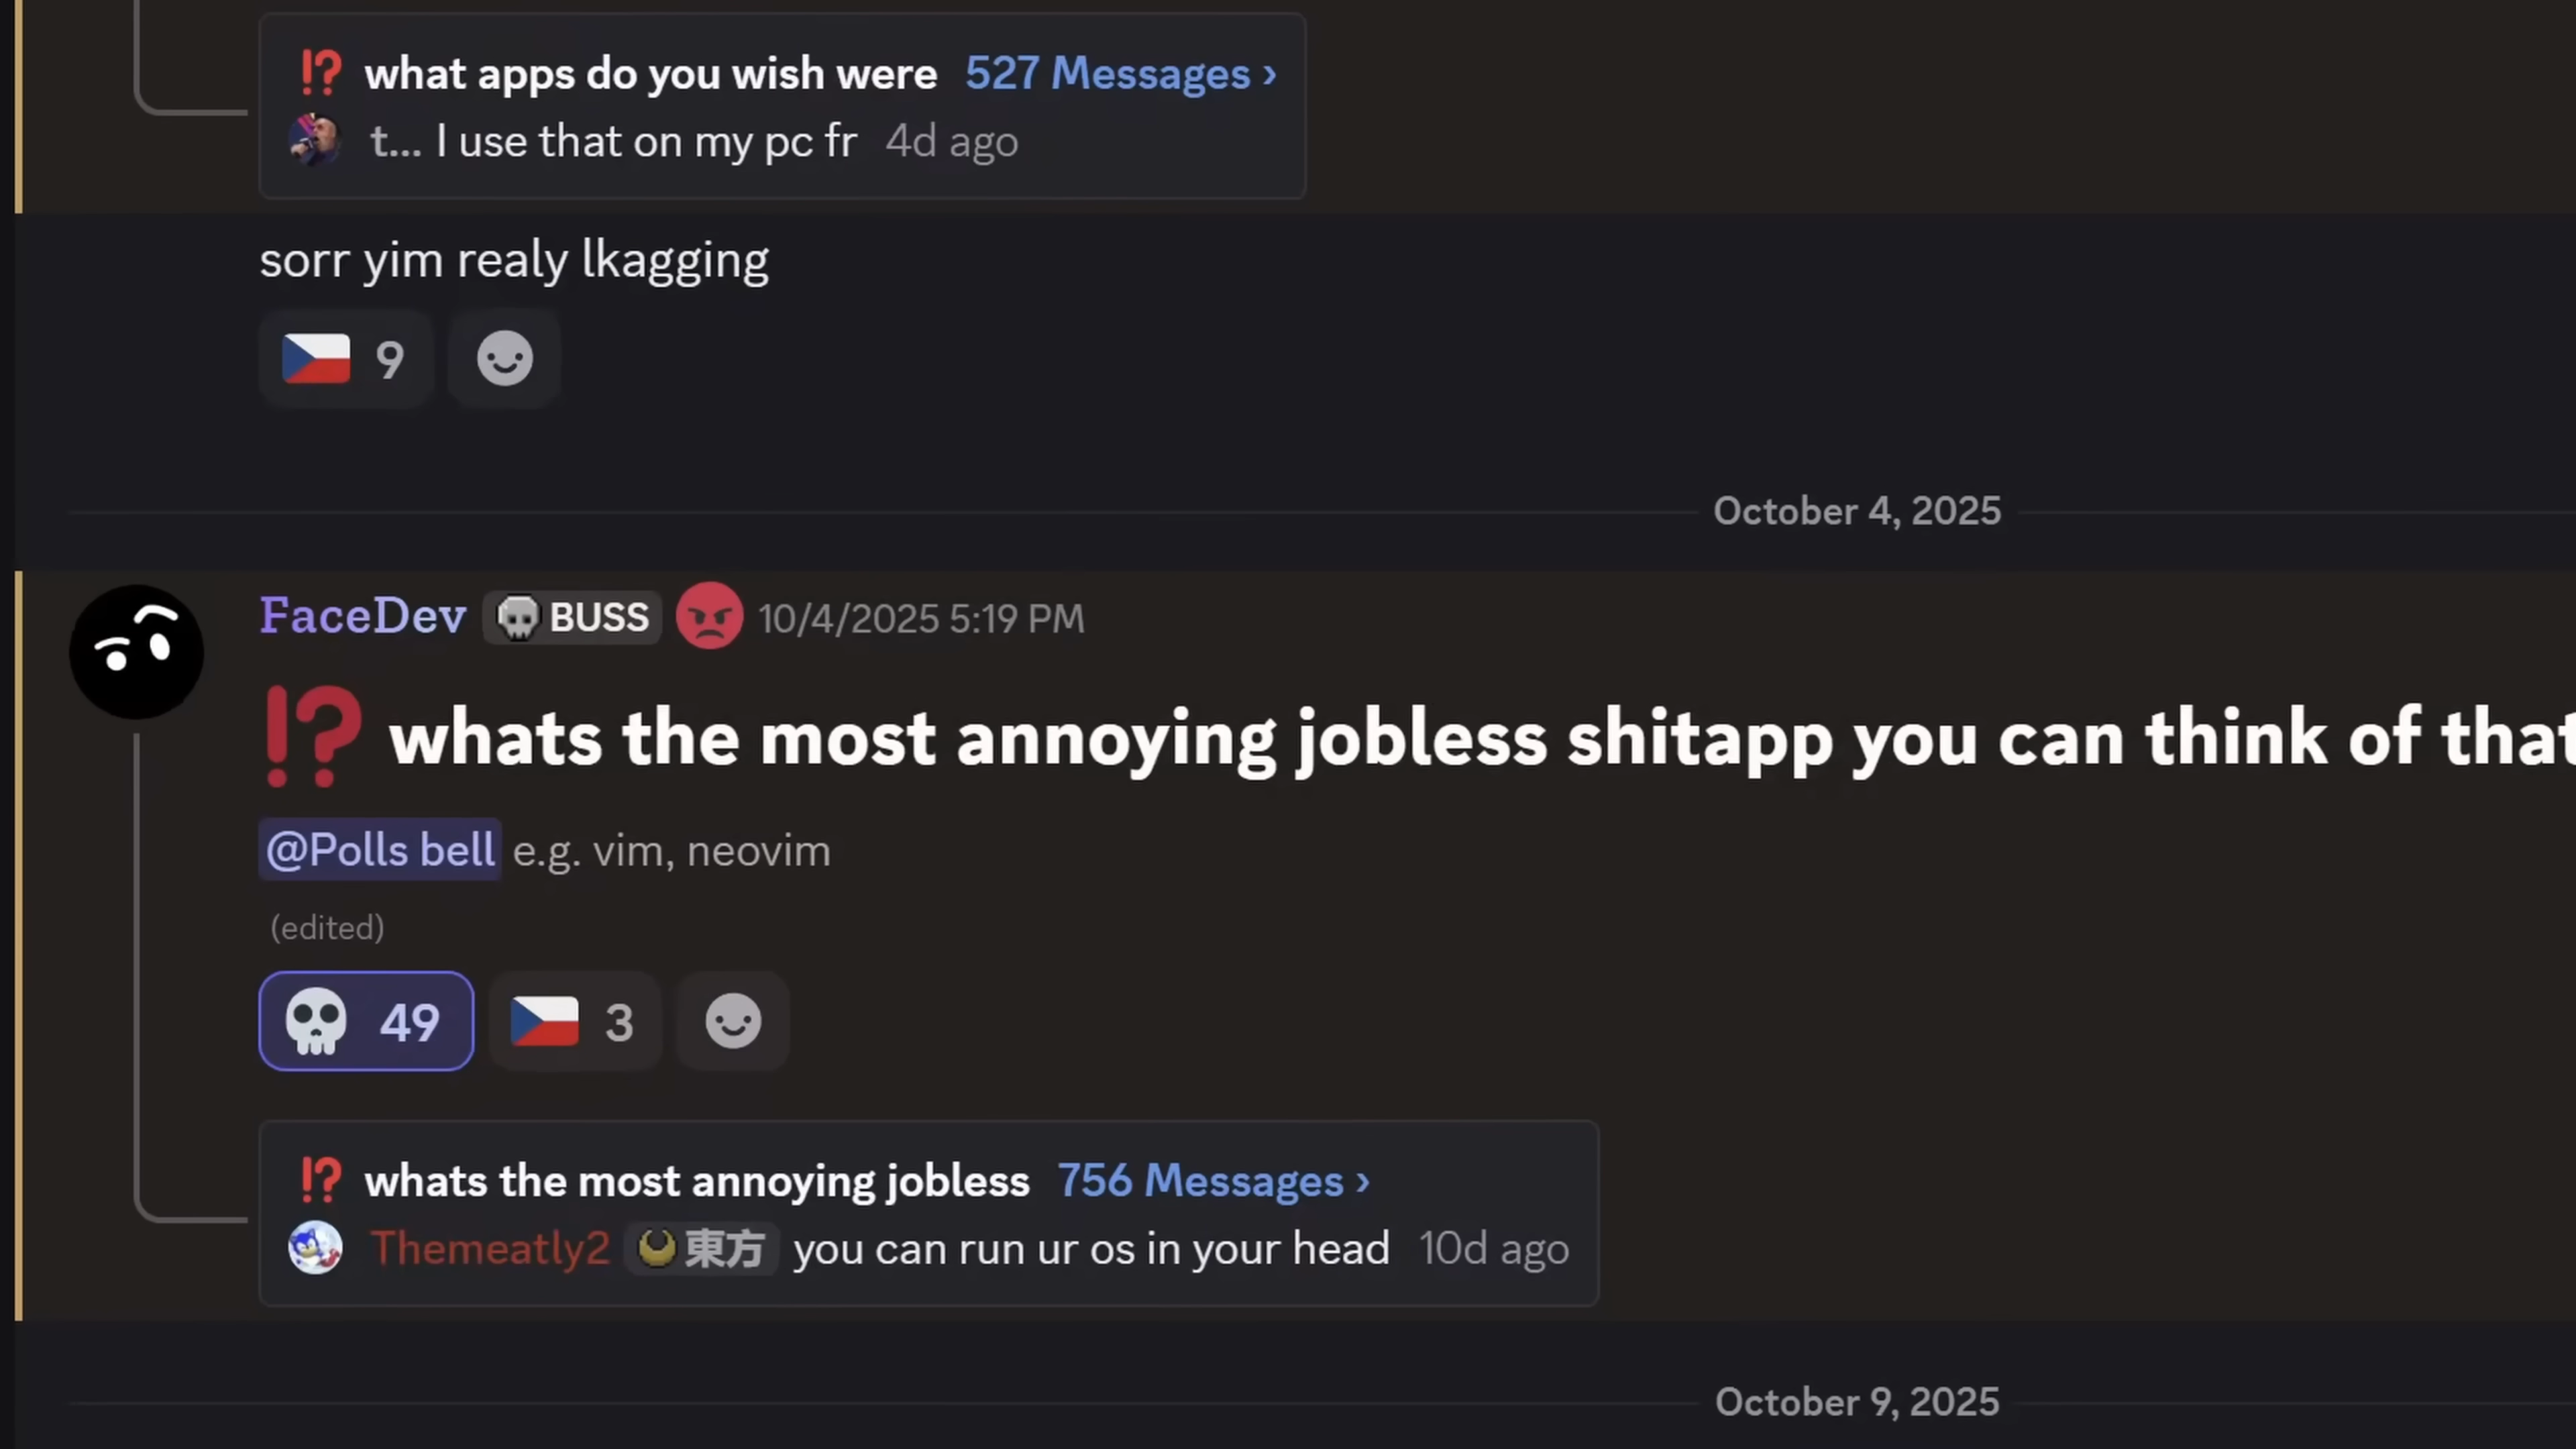 ⁉ what apps do you wish were 527 Messages ›
t... I use that on my pc fr 4d ago
sorr yim realy lkagging
9
October 4, 2025
FaceDev BUSS 10/4/2025 5:19 PM
⁉ whats the most annoying jobless shitapp you can think of that
@Polls bell e.g. vim, neovim
(edited)
49 3
⁉ whats the most annoying jobless 756 Messages ›
Themeatly2 東方 you can run ur os in your head 10d ago
October 9, 2025